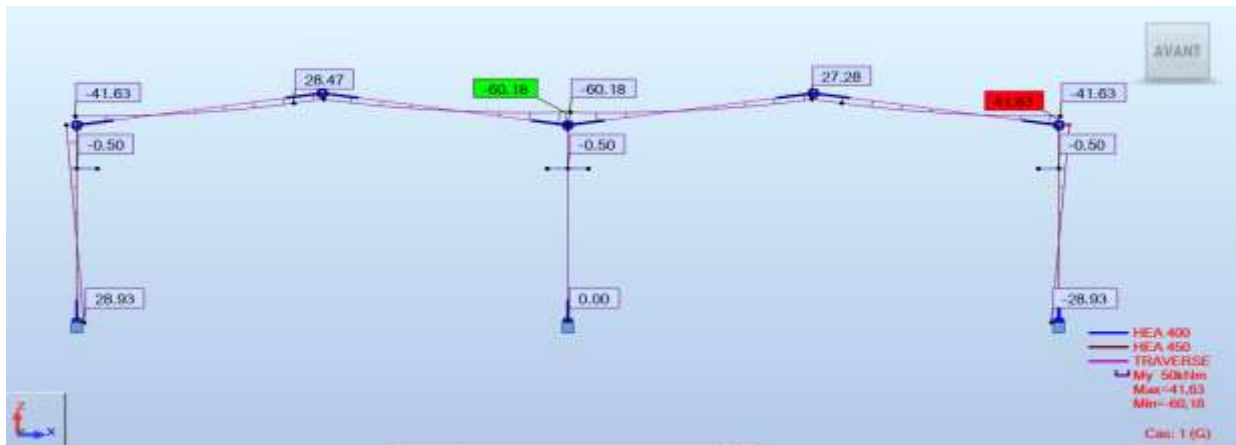 AVANT
28.47
27.28
-41.63
-60.18
-60.18
-41.63
-41.63
-0.50
-0.50
-0.50
28.93
0.00
-28.93
HEA 400
HEA 450
TRAVERSE
My 50kNm
Max=41,63
Min=-60,18
Cas: 1 (G)
Z
X